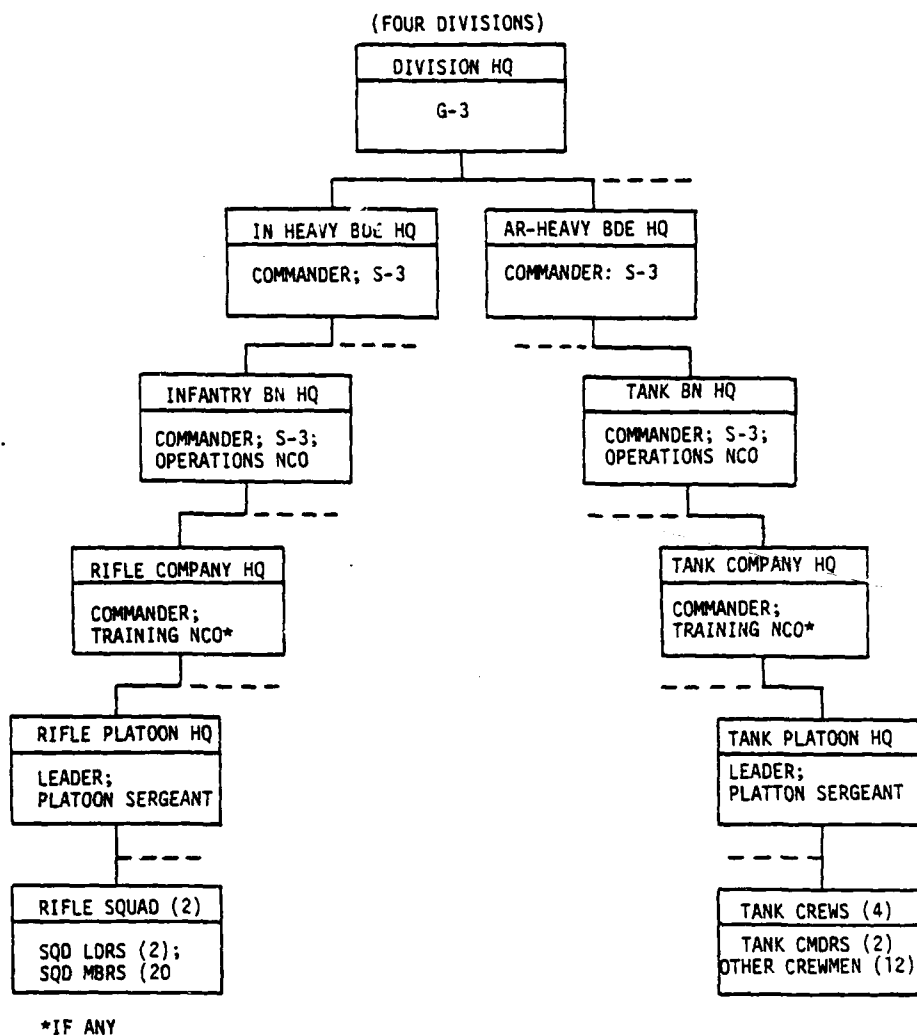 (FOUR DIVISIONS)
DIVISION HQ
G-3
IN HEAVY BDE HQ
COMMANDER; S-3
AR-HEAVY BDE HQ
COMMANDER: S-3
INFANTRY BN HQ
COMMANDER; S-3;
OPERATIONS NCO
TANK BN HQ
COMMANDER; S-3;
OPERATIONS NCO
RIFLE COMPANY HQ
COMMANDER;
TRAINING NCO*
TANK COMPANY HQ
COMMANDER;
TRAINING NCO*
RIFLE PLATOON HQ
LEADER;
PLATOON SERGEANT
TANK PLATOON HQ
LEADER;
PLATTON SERGEANT
RIFLE SQUAD (2)
SQD LDRS (2);
SQD MBRS (20
TANK CREWS (4)
TANK CMDRS (2)
OTHER CREWMEN (12)
*IF ANY